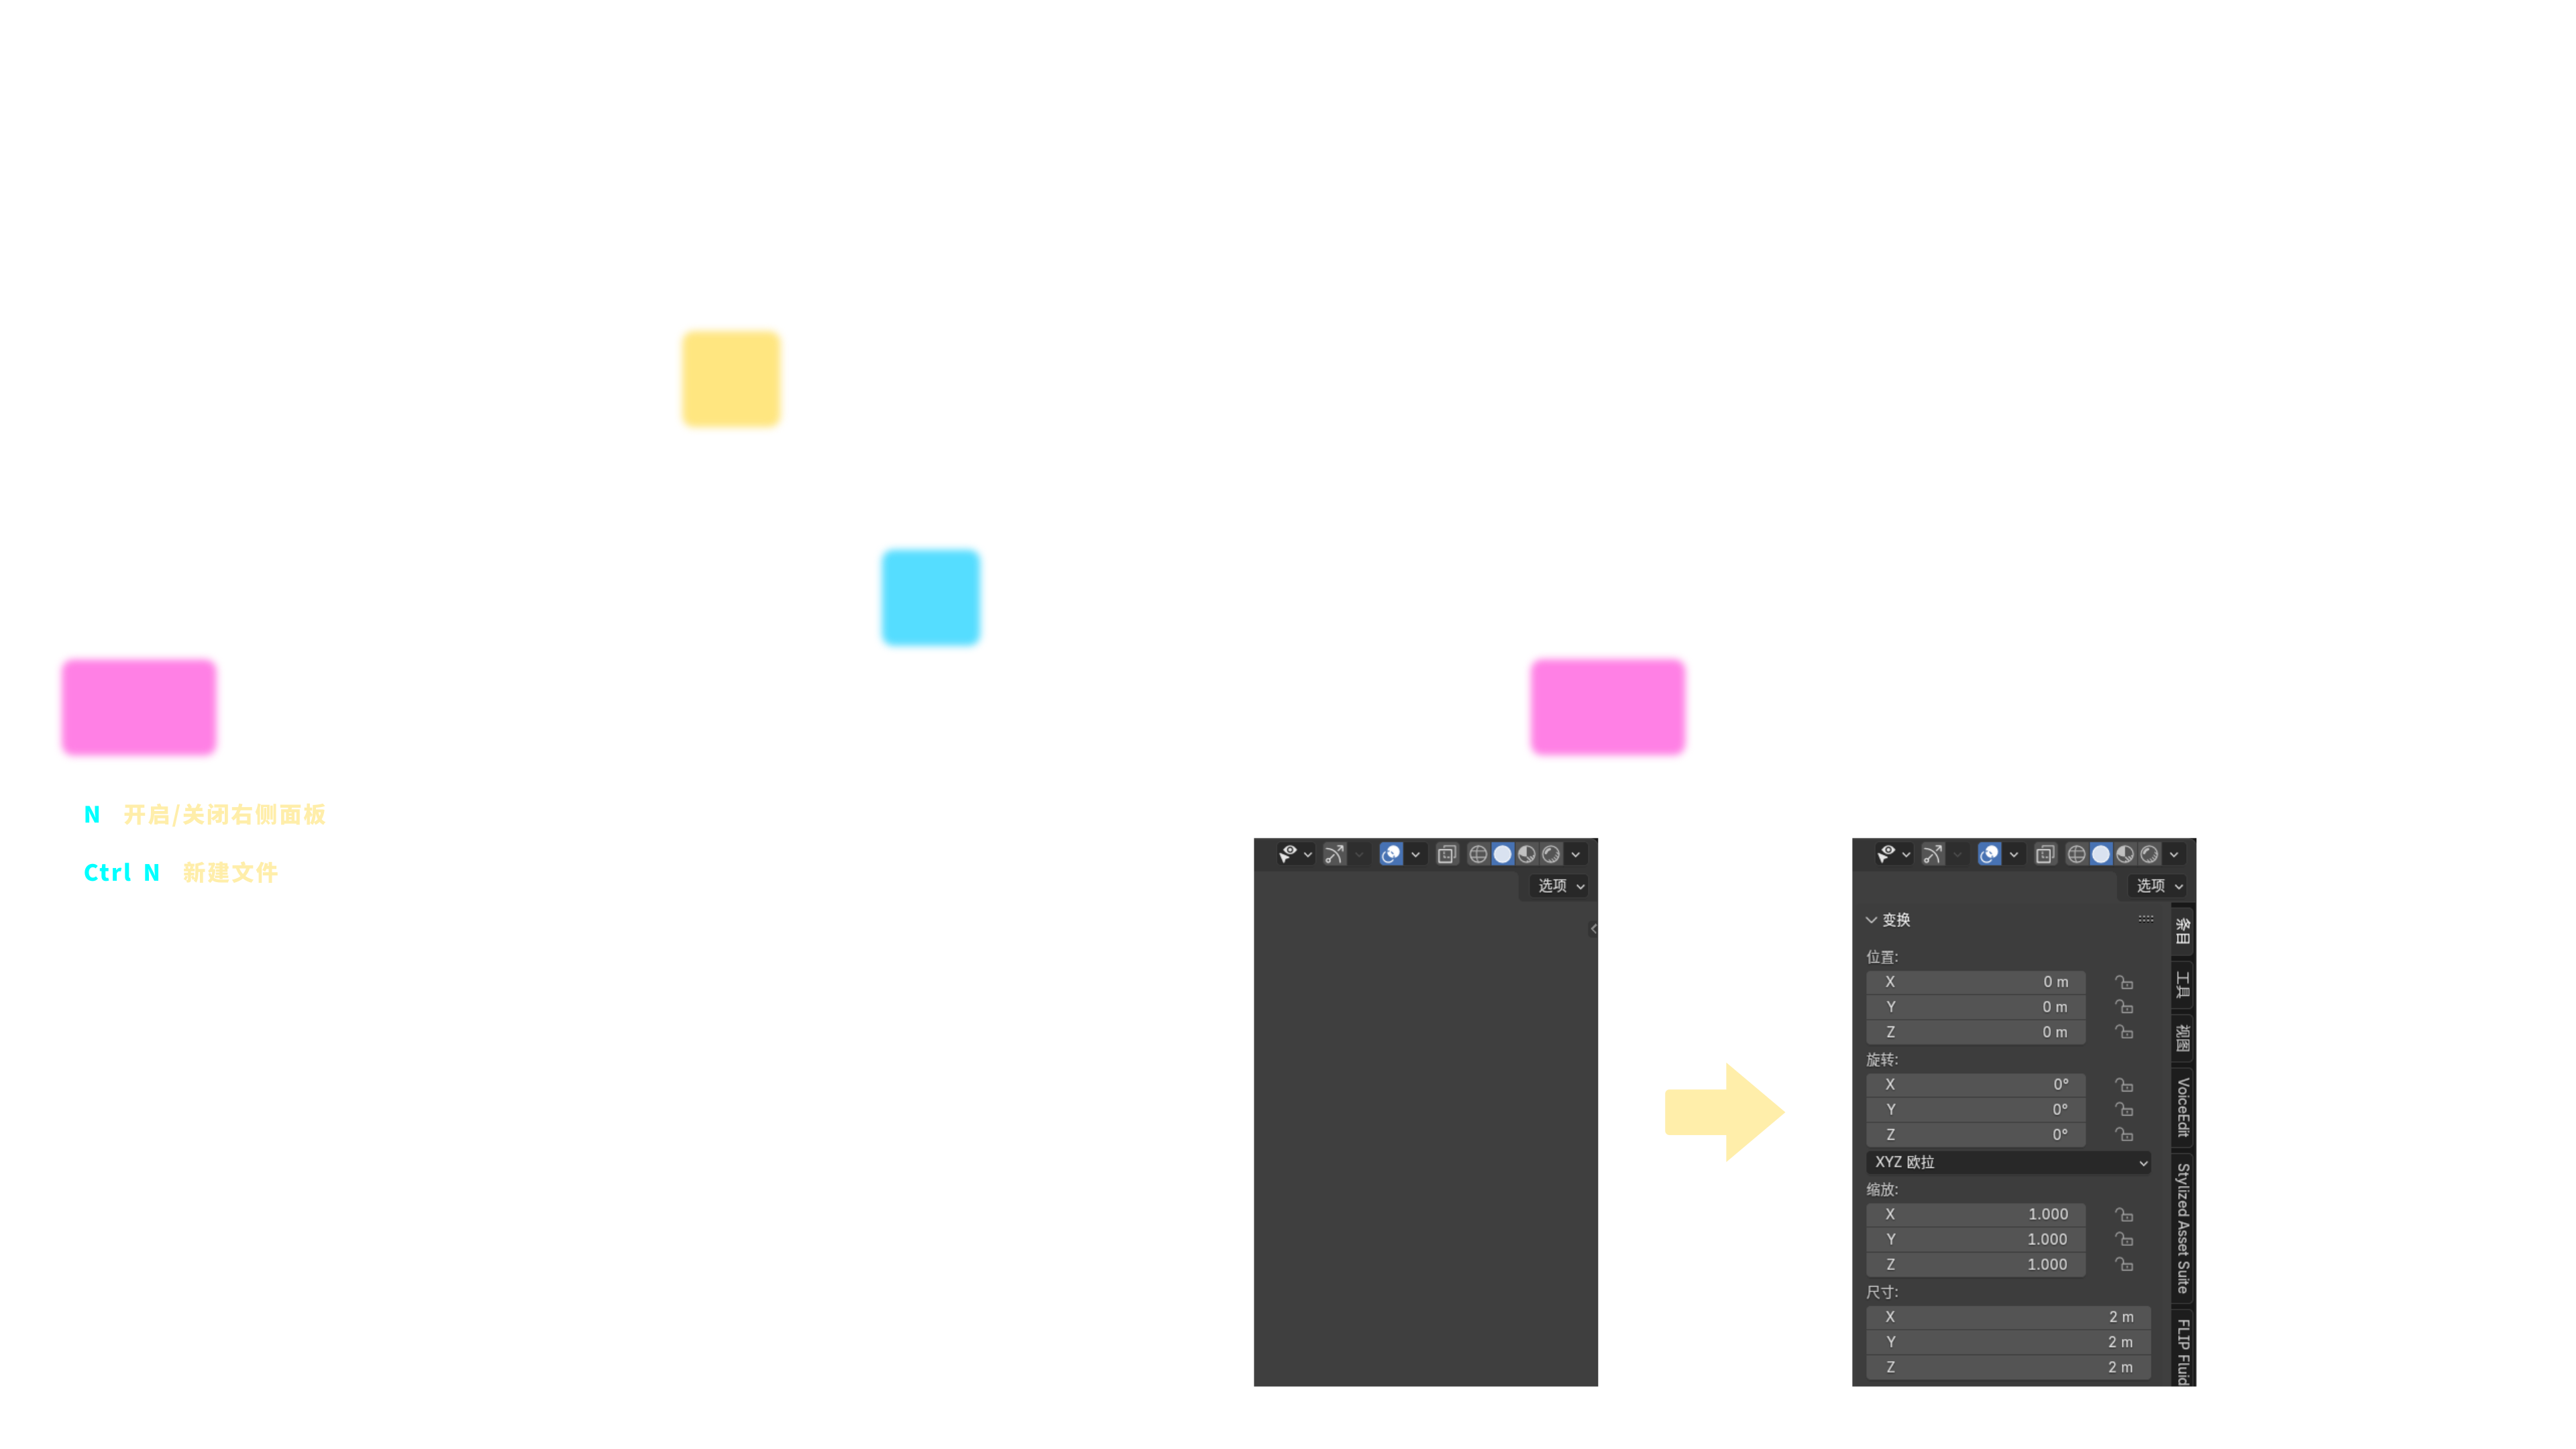 N 开启/关闭右侧面板
Ctrl N 新建文件
选项
选项
变换
位置:
X 0 m
Y 0 m
Z 0 m
旋转:
X 0°
Y 0°
Z 0°
XYZ 欧拉
缩放:
X 1.000
Y 1.000
Z 1.000
尺寸:
X 2 m
Y 2 m
Z 2 m
条目
工具
视图
VoiceEdit
Stylized Asset Suite
FLIP Fluid